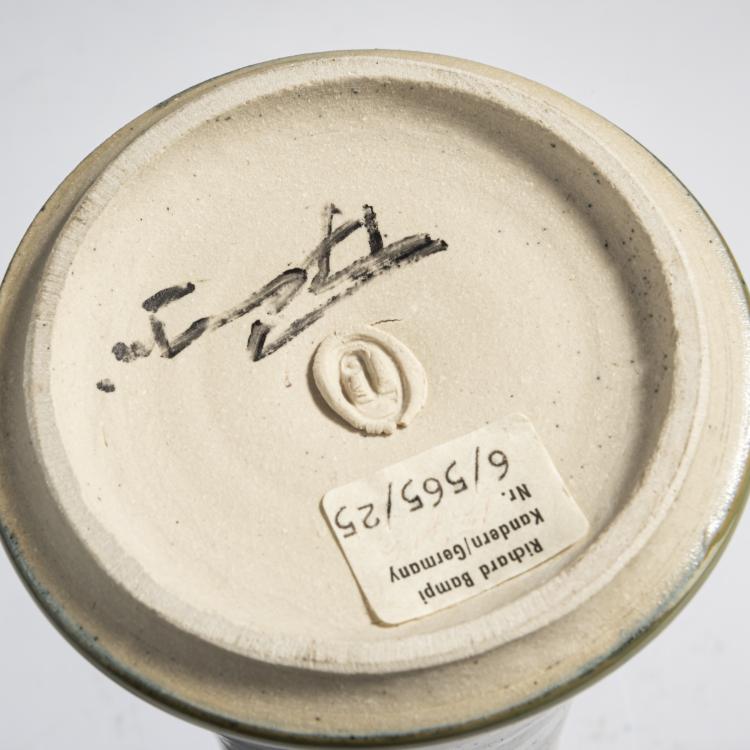 Richard Bampi
Kandern/Germany
Nr.
6/565/25